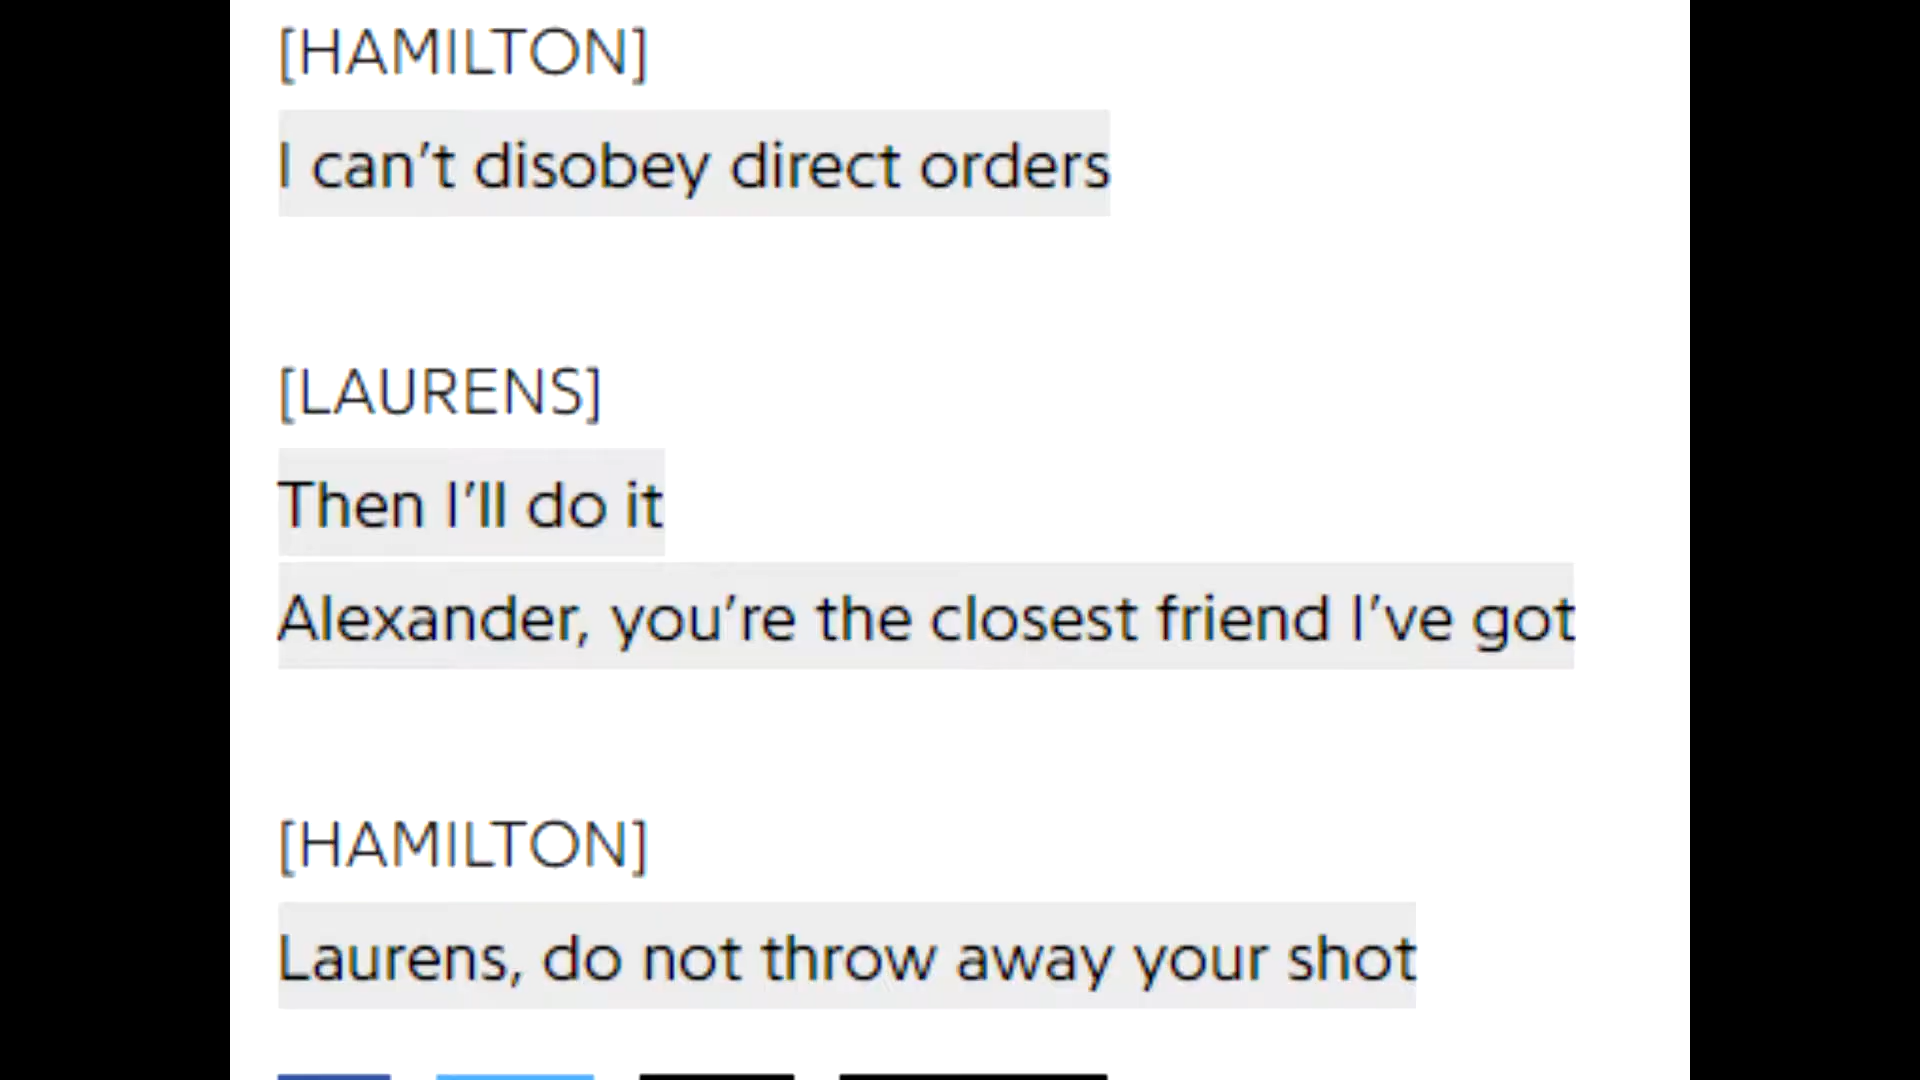 [HAMILTON]
I can’t disobey direct orders
[LAURENS]
Then I’ll do it
Alexander, you’re the closest friend I’ve got
[HAMILTON]
Laurens, do not throw away your shot